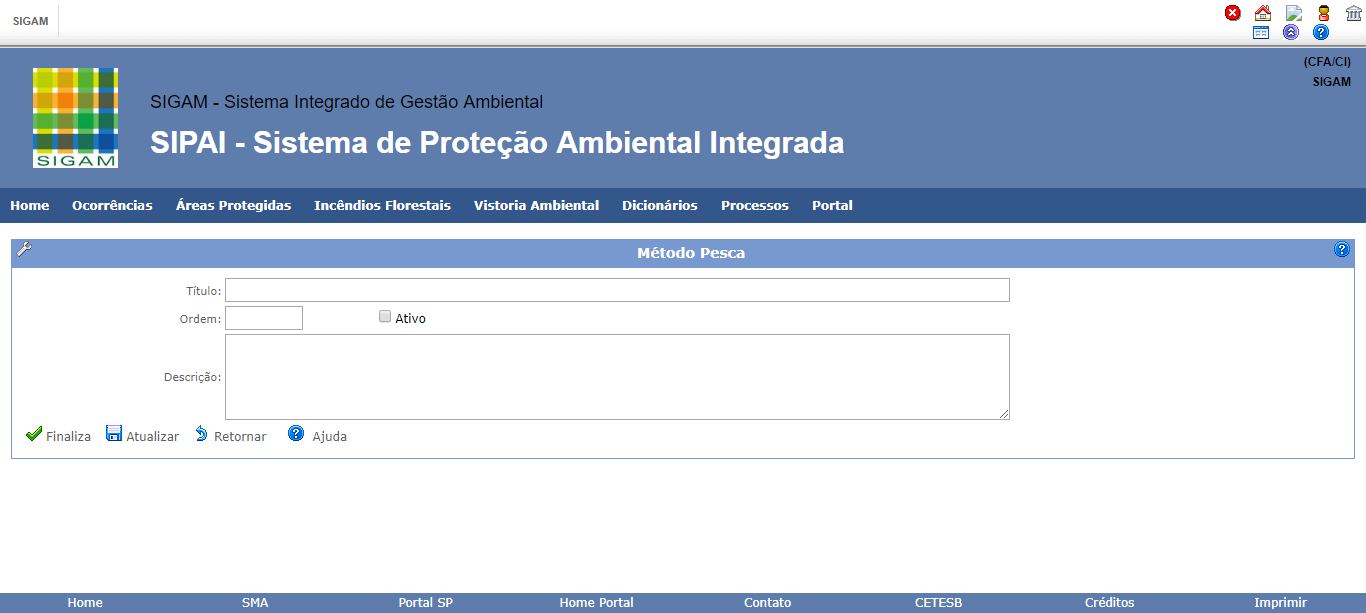 SIGAM
(CFA/CI)
SIGAM
SIGAM
SIGAM - Sistema Integrado de Gestão Ambiental
SIPAI - Sistema de Proteção Ambiental Integrada
Home Ocorrências Áreas Protegidas Incêndios Florestais Vistoria Ambiental Dicionários Processos Portal
Método Pesca
Título:
Ordem: Ativo
Descrição:
Finaliza Atualizar Retornar Ajuda
Home SMA Portal SP Home Portal Contato CETESB Créditos Imprimir